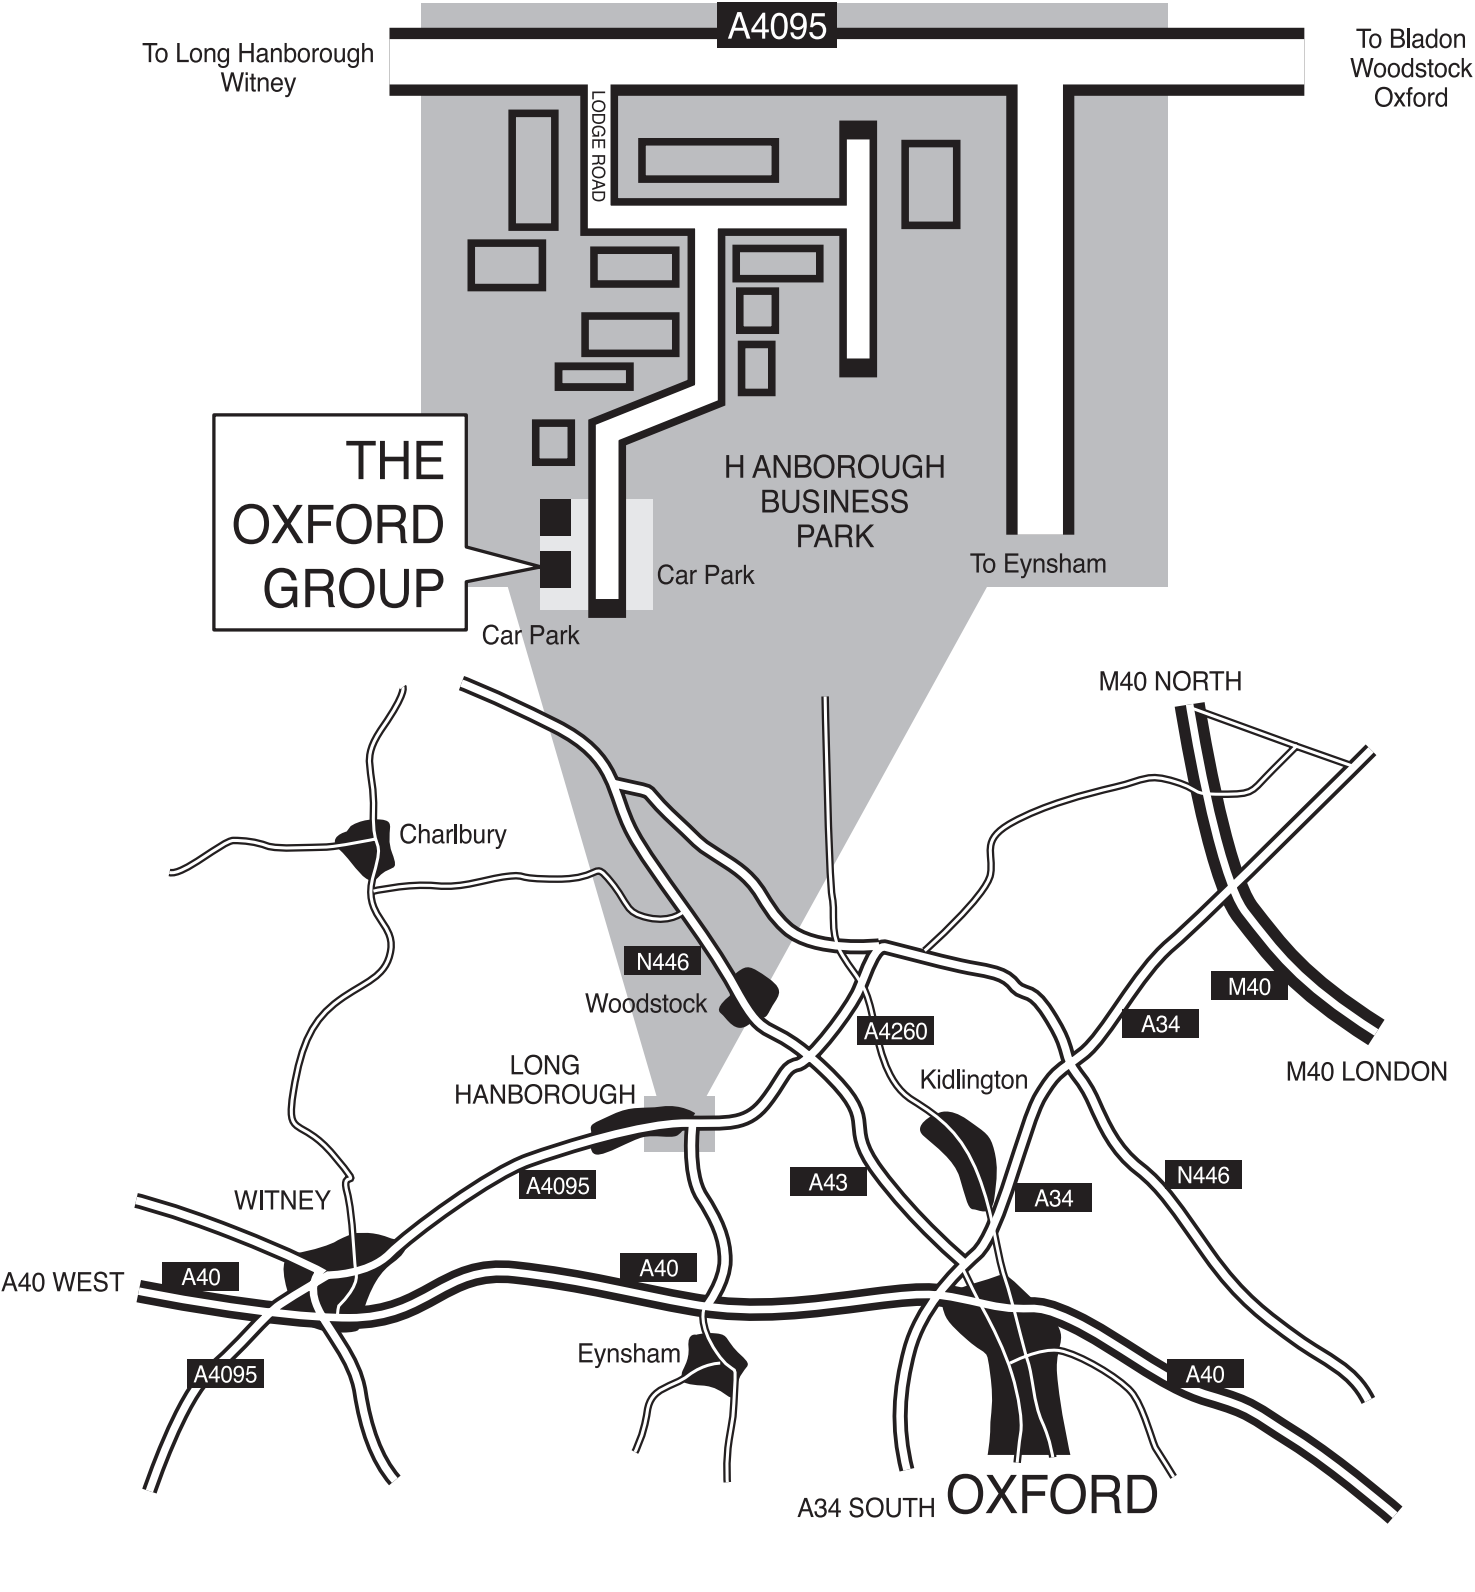 A4095
To Long Hanborough
Witney
To Bladon
Woodstock
Oxford
LODGE ROAD
THE
OXFORD
GROUP
H ANBOROUGH
BUSINESS
PARK
To Eynsham
Car Park
Car Park
M40 NORTH
Charlbury
N446
Woodstock
M40
A34
A4260
M40 LONDON
LONG
HANBOROUGH
Kidlington
A4095
A43
A34
N446
WITNEY
A40 WEST
A40
A40
Eynsham
A4095
A40
A34 SOUTH
OXFORD